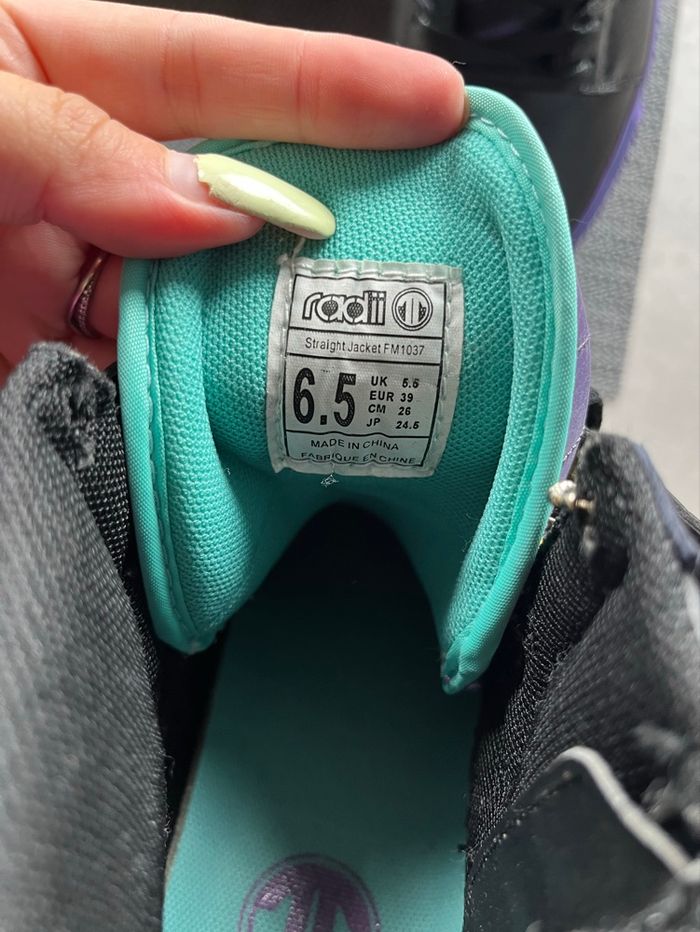 radii
Straight Jacket FM1037
6.5
UK 5.5
EUR 39
CM 26
JP 24.5
MADE IN CHINA
FABRIQUE EN CHINE